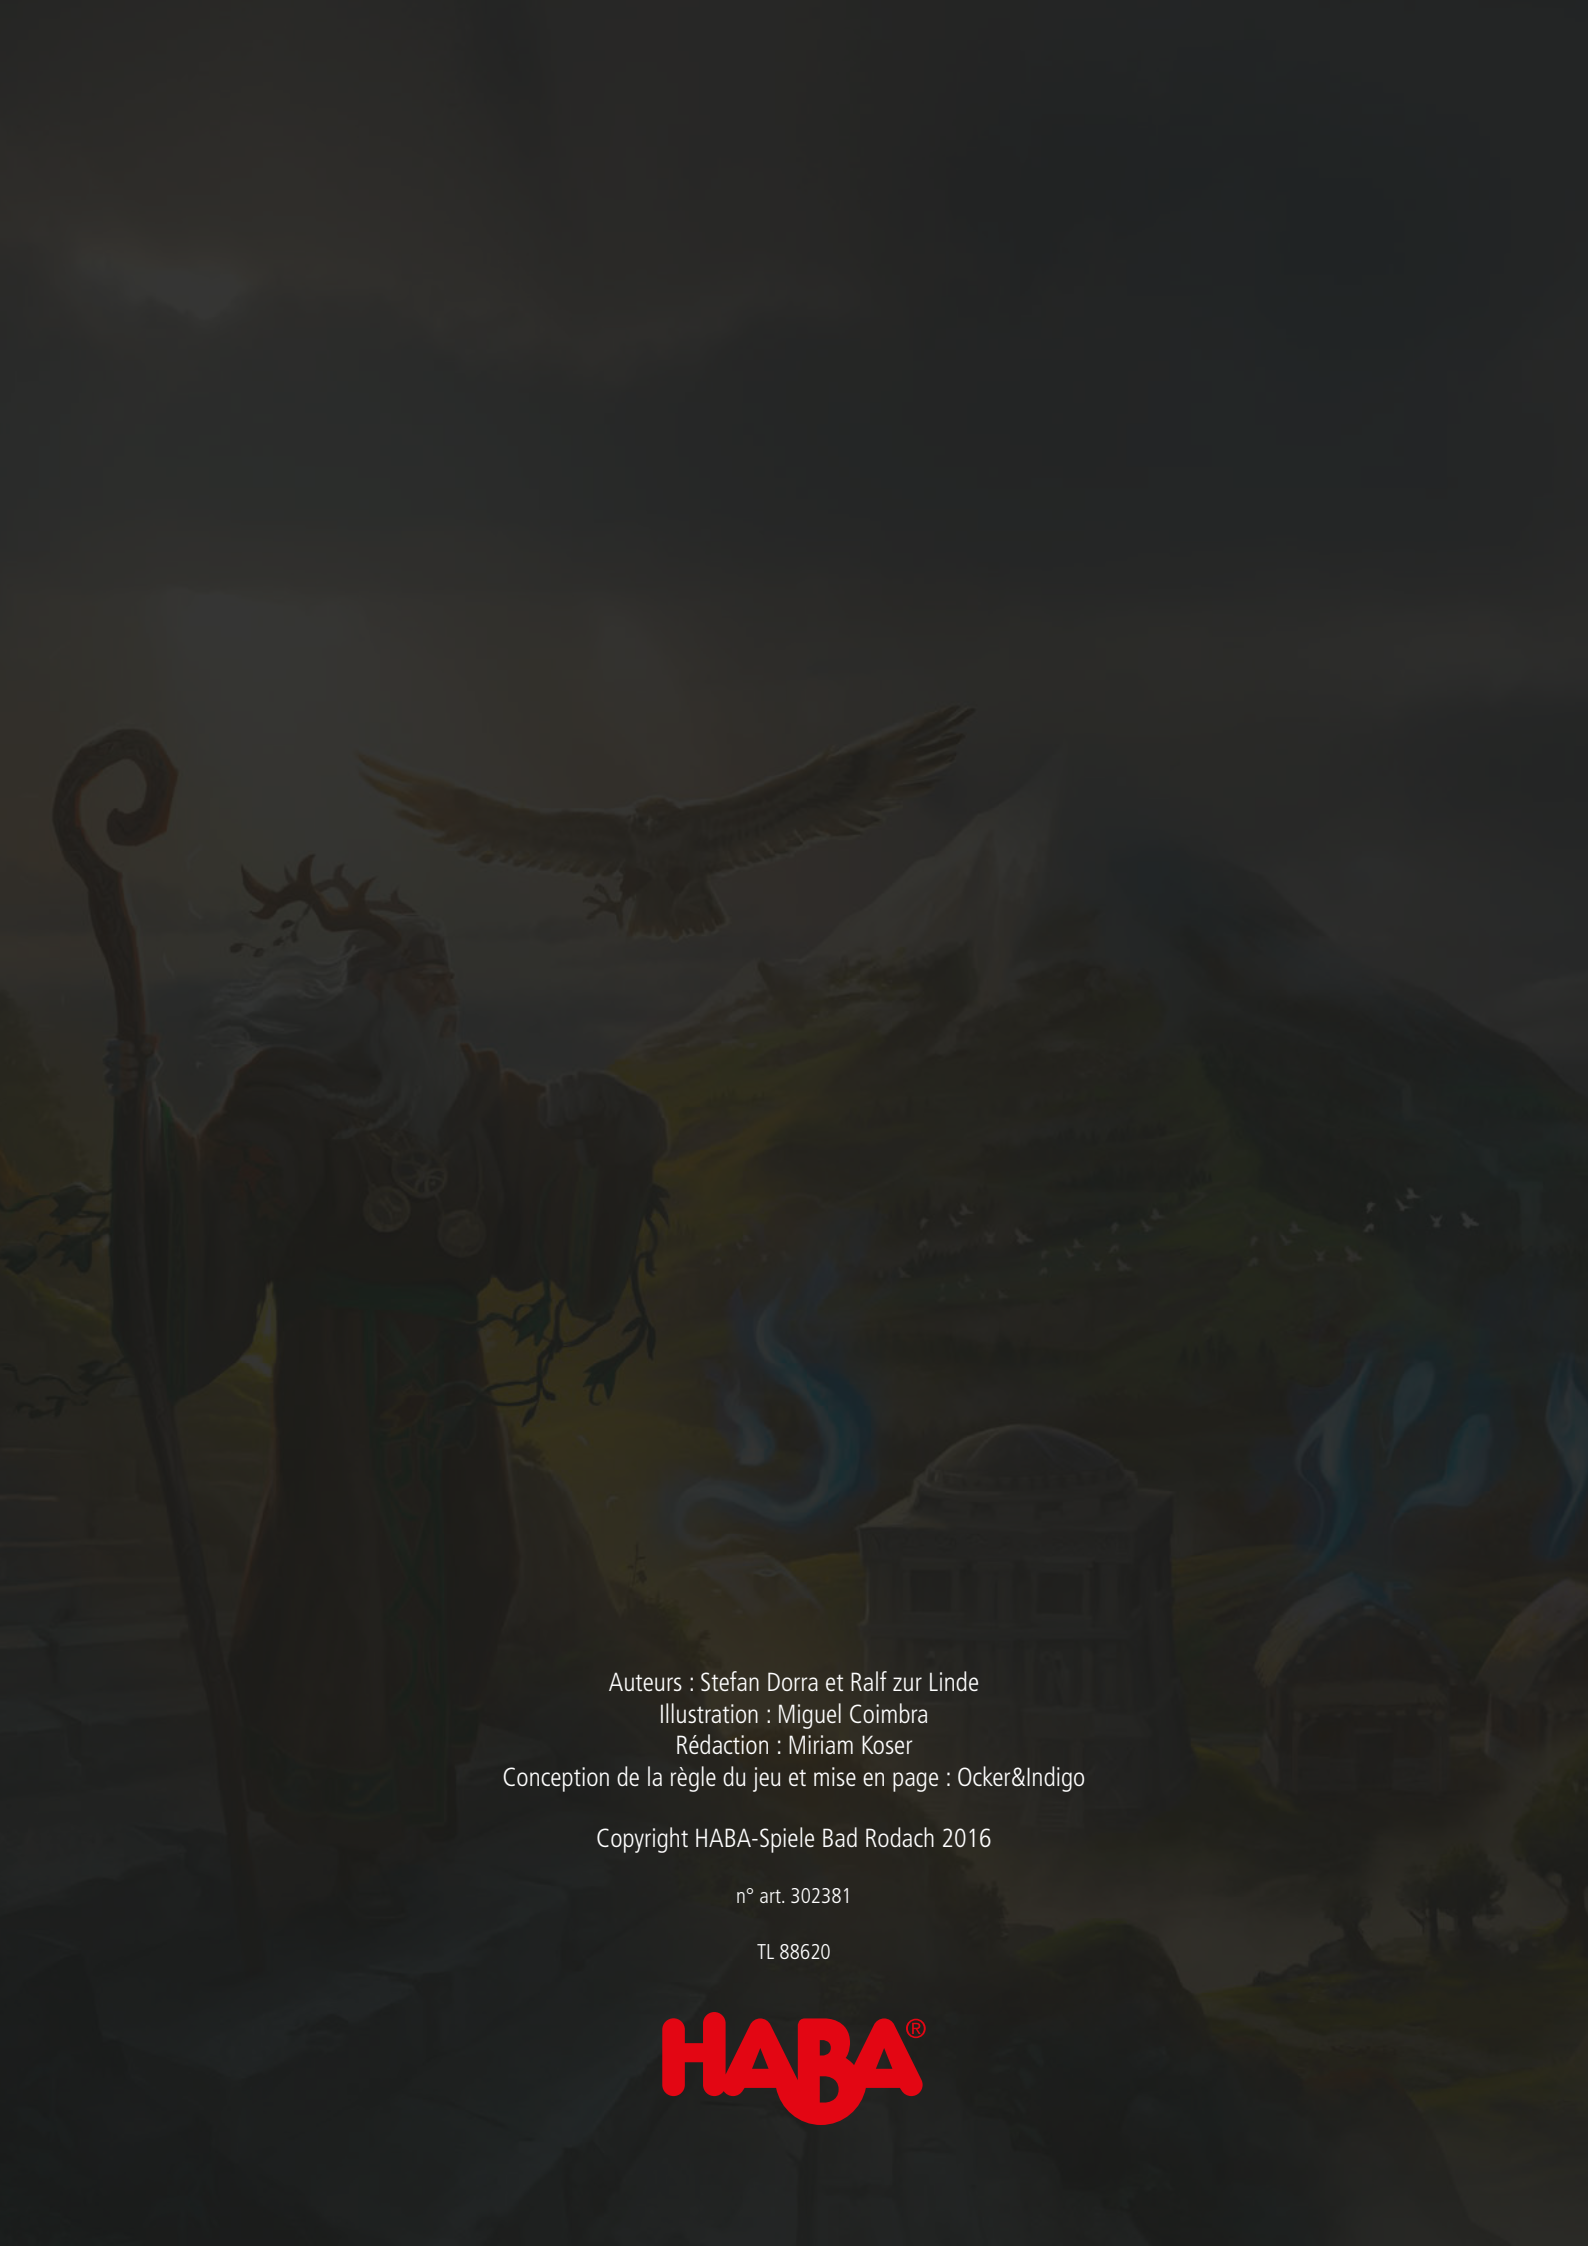 Auteurs : Stefan Dorra et Ralf zur Linde
Illustration : Miguel Coimbra
Rédaction : Miriam Koser
Conception de la règle du jeu et mise en page : Ocker&Indigo
Copyright HABA-Spiele Bad Rodach 2016
n° art. 302381
TL 88620
HABA®